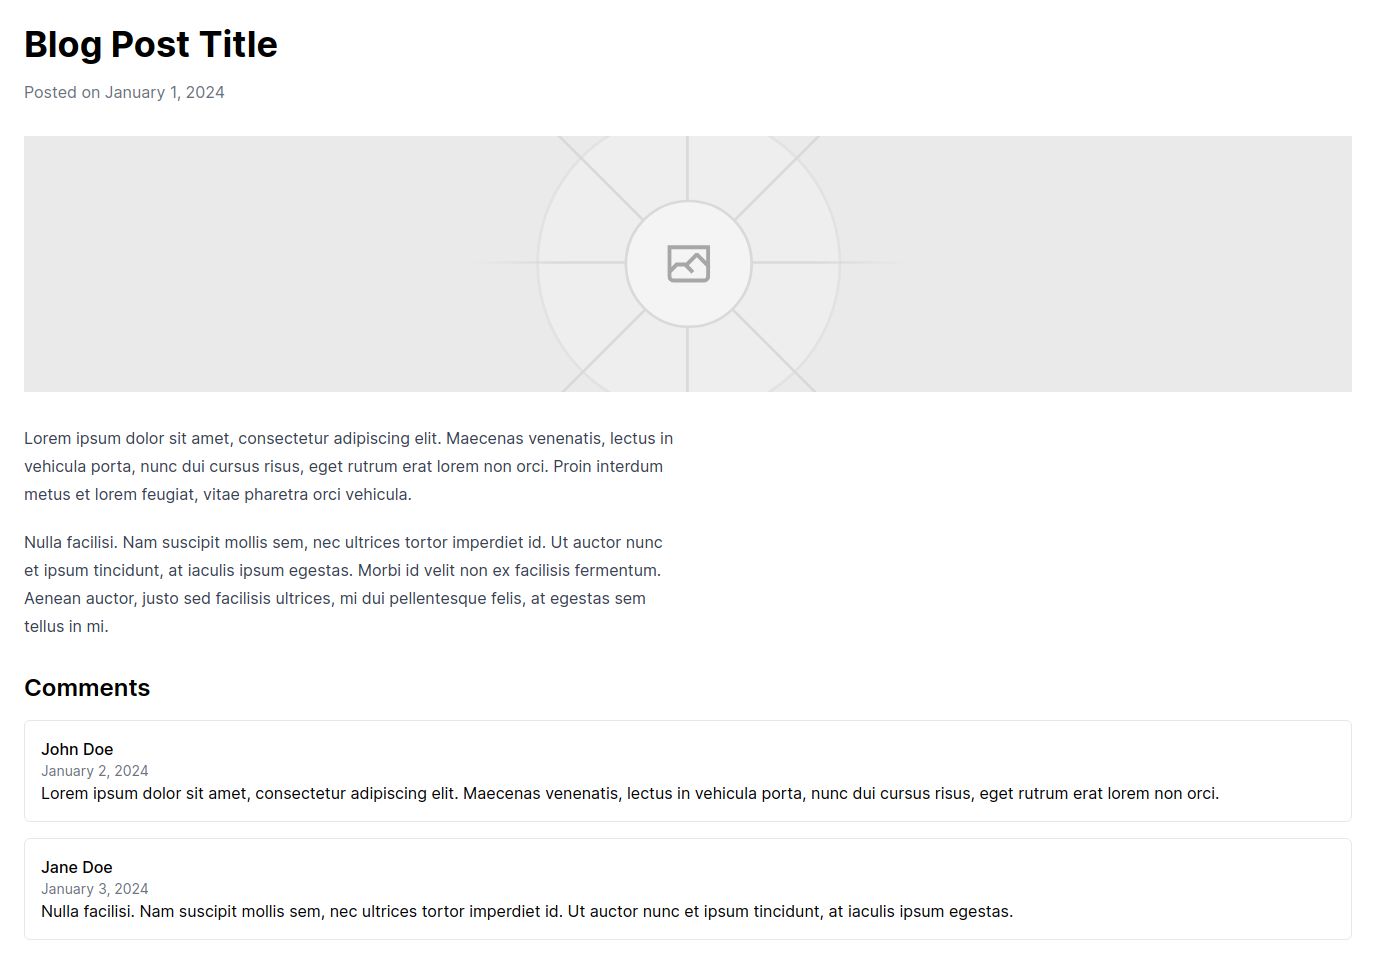 Blog Post Title
Posted on January 1, 2024
Lorem ipsum dolor sit amet, consectetur adipiscing elit. Maecenas venenatis, lectus in
vehicula porta, nunc dui cursus risus, eget rutrum erat lorem non orci. Proin interdum
metus et lorem feugiat, vitae pharetra orci vehicula.
Nulla facilisi. Nam suscipit mollis sem, nec ultrices tortor imperdiet id. Ut auctor nunc
et ipsum tincidunt, at iaculis ipsum egestas. Morbi id velit non ex facilisis fermentum.
Aenean auctor, justo sed facilisis ultrices, mi dui pellentesque felis, at egestas sem
tellus in mi.
Comments
John Doe
January 2, 2024
Lorem ipsum dolor sit amet, consectetur adipiscing elit. Maecenas venenatis, lectus in vehicula porta, nunc dui cursus risus, eget rutrum erat lorem non orci.
Jane Doe
January 3, 2024
Nulla facilisi. Nam suscipit mollis sem, nec ultrices tortor imperdiet id. Ut auctor nunc et ipsum tincidunt, at iaculis ipsum egestas.